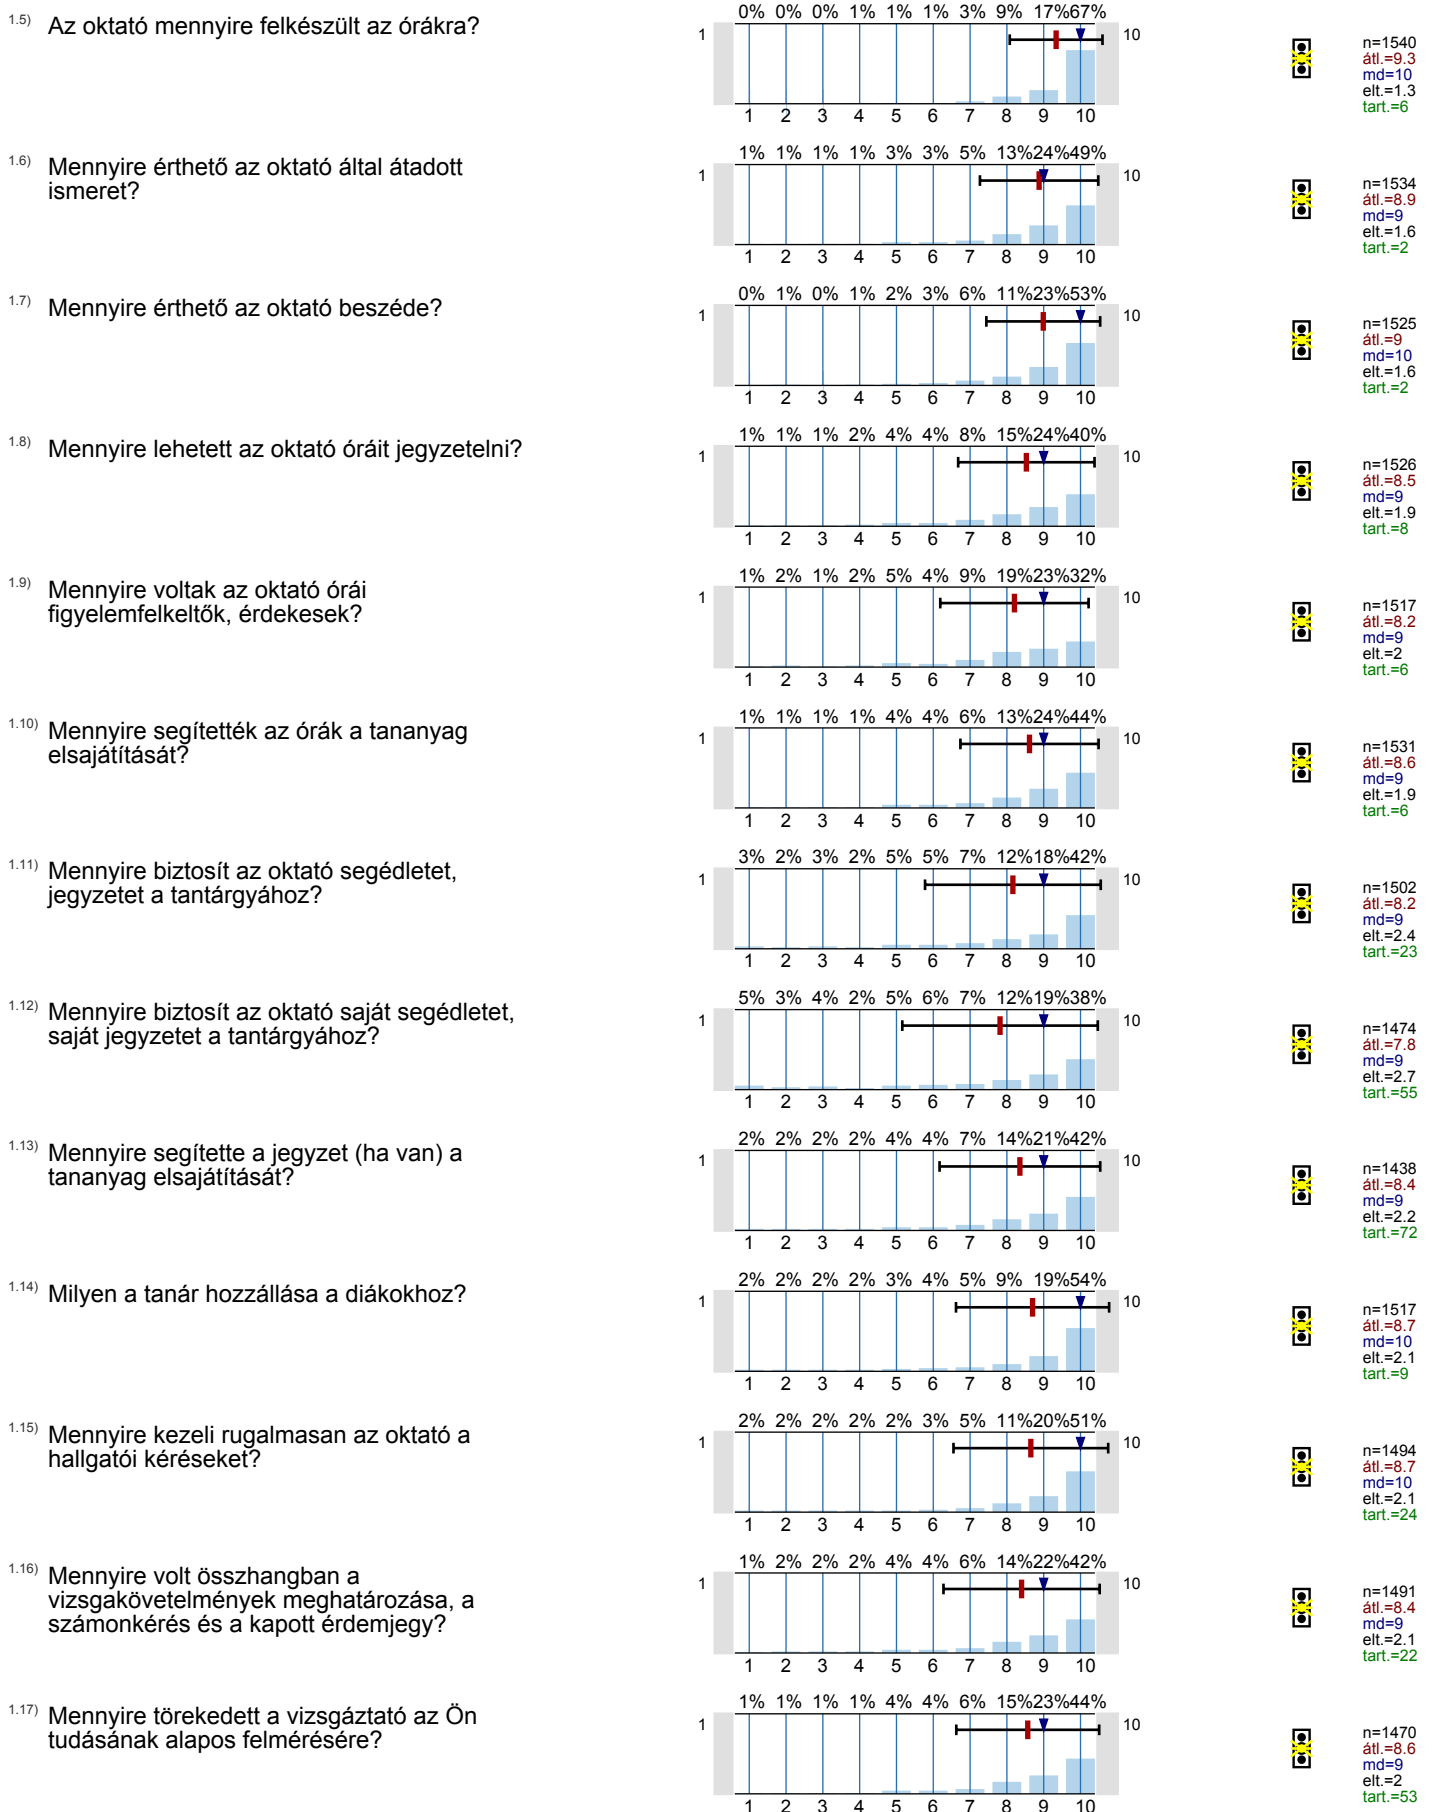 1.5) Az oktató mennyire felkészült az órákra?
0% 0% 0% 1% 1% 1% 3% 9% 17% 67%
1 10
1 2 3 4 5 6 7 8 9 10
n=1540
átl.=9.3
md=10
elt.=1.3
tart.=6
1.6) Mennyire érthető az oktató által átadott
ismeret?
1% 1% 1% 1% 3% 3% 5% 13% 24% 49%
1 10
1 2 3 4 5 6 7 8 9 10
n=1534
átl.=8.9
md=9
elt.=1.6
tart.=2
1.7) Mennyire érthető az oktató beszéde?
0% 1% 0% 1% 2% 3% 6% 11% 23% 53%
1 10
1 2 3 4 5 6 7 8 9 10
n=1525
átl.=9
md=10
elt.=1.6
tart.=2
1.8) Mennyire lehetett az oktató óráit jegyzetelni?
1% 1% 1% 2% 4% 4% 8% 15% 24% 40%
1 10
1 2 3 4 5 6 7 8 9 10
n=1526
átl.=8.5
md=9
elt.=1.9
tart.=8
1.9) Mennyire voltak az oktató órái
figyelemfelkeltők, érdekesek?
1% 2% 1% 2% 5% 4% 9% 19% 23% 32%
1 10
1 2 3 4 5 6 7 8 9 10
n=1517
átl.=8.2
md=9
elt.=2
tart.=6
1.10) Mennyire segítették az órák a tananyag
elsajátítását?
1% 1% 1% 1% 4% 4% 6% 13% 24% 44%
1 10
1 2 3 4 5 6 7 8 9 10
n=1531
átl.=8.6
md=9
elt.=1.9
tart.=6
1.11) Mennyire biztosít az oktató segédletet,
jegyzetet a tantárgyához?
3% 2% 3% 2% 5% 5% 7% 12% 18% 42%
1 10
1 2 3 4 5 6 7 8 9 10
n=1502
átl.=8.2
md=9
elt.=2.4
tart.=23
1.12) Mennyire biztosít az oktató saját segédletet,
saját jegyzetet a tantárgyához?
5% 3% 4% 2% 5% 6% 7% 12% 19% 38%
1 10
1 2 3 4 5 6 7 8 9 10
n=1474
átl.=7.8
md=9
elt.=2.7
tart.=55
1.13) Mennyire segítette a jegyzet (ha van) a
tananyag elsajátítását?
2% 2% 2% 2% 4% 4% 7% 14% 21% 42%
1 10
1 2 3 4 5 6 7 8 9 10
n=1438
átl.=8.4
md=9
elt.=2.2
tart.=72
1.14) Milyen a tanár hozzállása a diákokhoz?
2% 2% 2% 2% 3% 4% 5% 9% 19% 54%
1 10
1 2 3 4 5 6 7 8 9 10
n=1517
átl.=8.7
md=10
elt.=2.1
tart.=9
1.15) Mennyire kezeli rugalmasan az oktató a
hallgatói kéréseket?
2% 2% 2% 2% 2% 3% 5% 11% 20% 51%
1 10
1 2 3 4 5 6 7 8 9 10
n=1494
átl.=8.7
md=10
elt.=2.1
tart.=24
1.16) Mennyire volt összhangban a
vizsgakövetelmények meghatározása, a
számonkérés és a kapott érdemjegy?
1% 2% 2% 2% 4% 4% 6% 14% 22% 42%
1 10
1 2 3 4 5 6 7 8 9 10
n=1491
átl.=8.4
md=9
elt.=2.1
tart.=22
1.17) Mennyire törekedett a vizsgáztató az Ön
tudásának alapos felmérésére?
1% 1% 1% 1% 4% 4% 6% 15% 23% 44%
1 10
1 2 3 4 5 6 7 8 9 10
n=1470
átl.=8.6
md=9
elt.=2
tart.=53